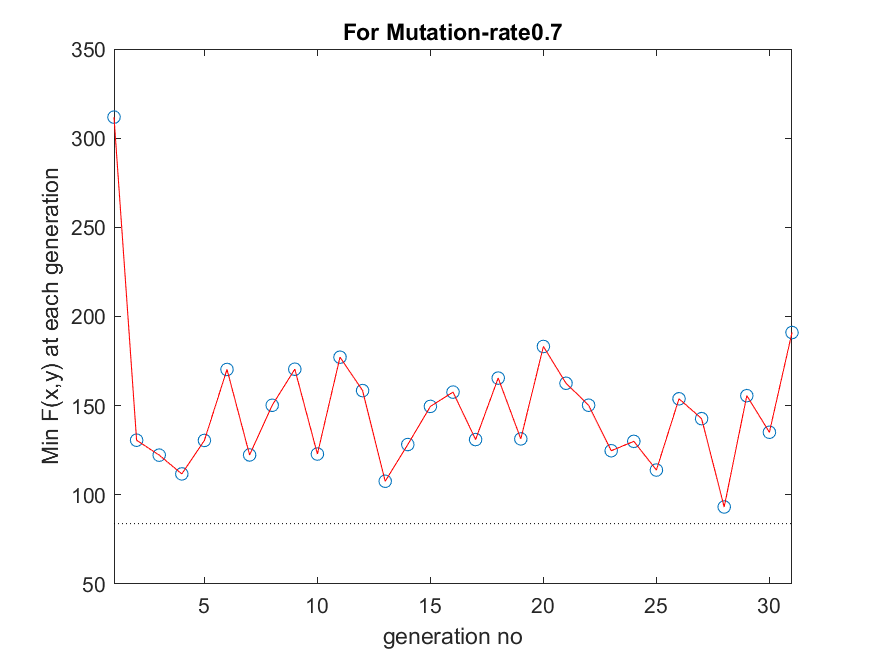 For Mutation-rate0.7
350
300
250
200
150
100
50
Min F(x,y) at each generation
5 10 15 20 25 30
generation no